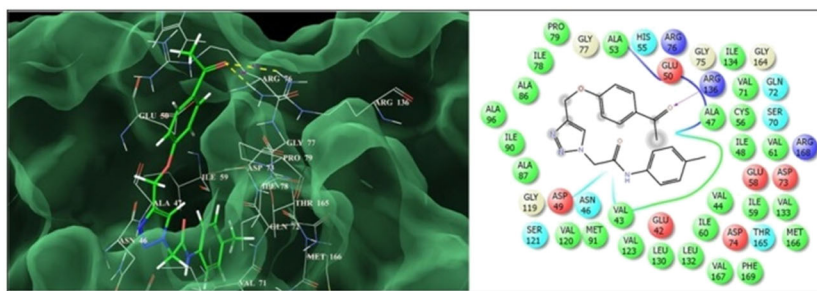 ARG 76
ARG 136
GLU 50
GLY 77
PRO 79
ASP 73
ILE 59
ALA 47
THR 165
GLN 72
ASN 46
MET 166
VAL 71
PRO 79
GLY 77
ALA 53
HIS 55
ARG 76
GLY 75
ILE 134
GLY 164
ILE 78
GLU 50
ARG 136
VAL 71
GLN 72
ALA 86
O
O
ALA 47
CYS 56
SER 70
ALA 96
ILE 90
N
N
N
O
ILE 48
VAL 61
ARG 168
ALA 87
NH
GLU 58
ASP 73
GLY 119
ASP 49
ASN 46
VAL 43
GLU 42
VAL 44
ILE 59
VAL 133
SER 121
VAL 120
MET 91
VAL 123
LEU 130
LEU 132
ILE 60
ASP 74
THR 165
MET 166
VAL 167
PHE 169